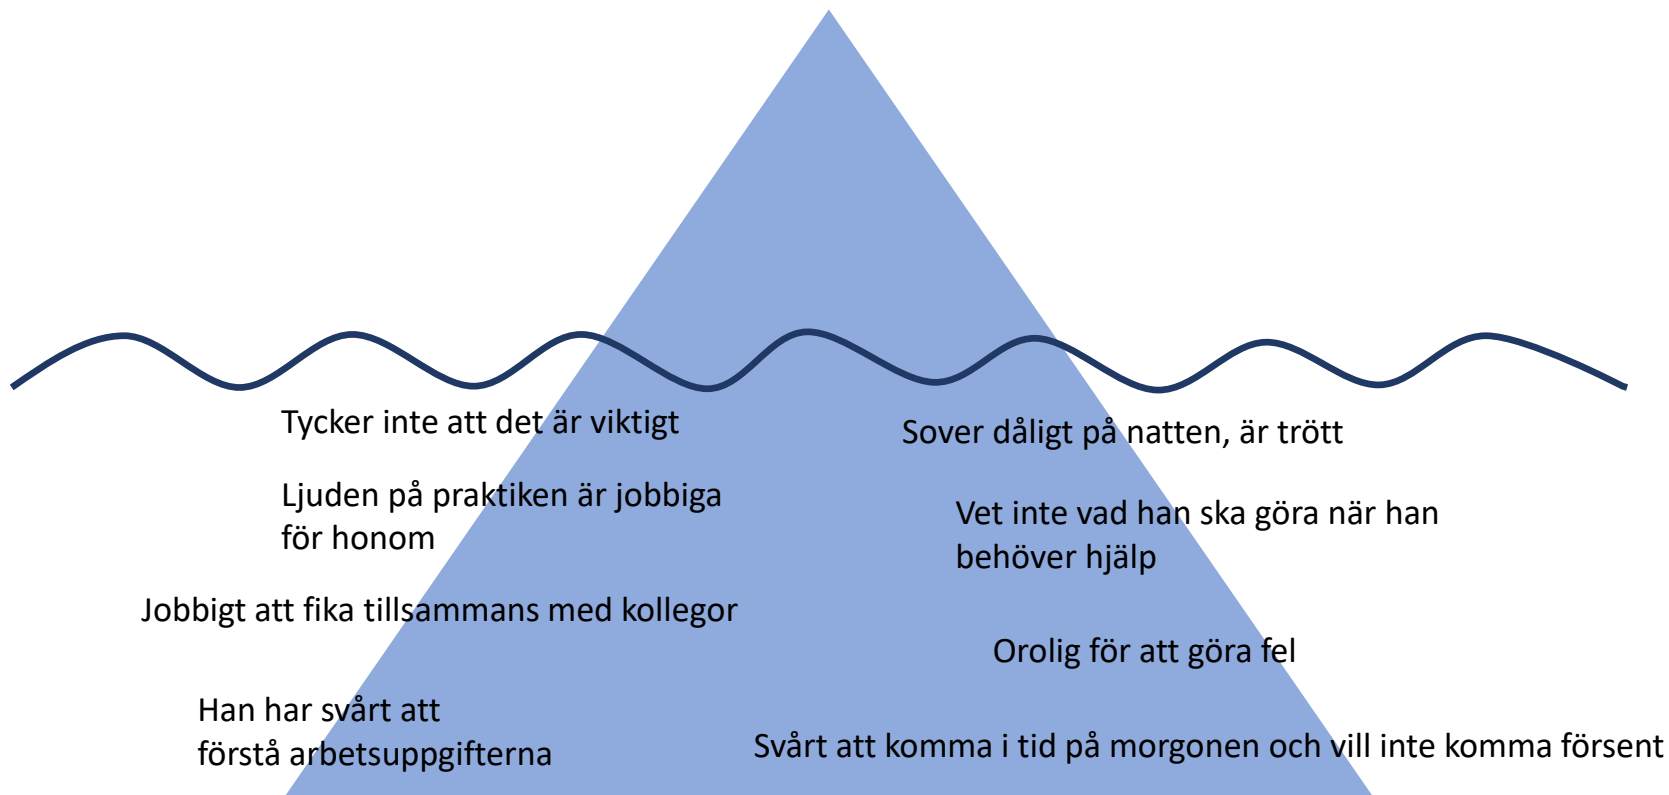 Tycker inte att det är viktigt
Sover dåligt på natten, är trött
Ljuden på praktiken är jobbiga
för honom
Vet inte vad han ska göra när han
behöver hjälp
Jobbigt att fika tillsammans med kollegor
Orolig för att göra fel
Han har svårt att
förstå arbetsuppgifterna
Svårt att komma i tid på morgonen och vill inte komma försent